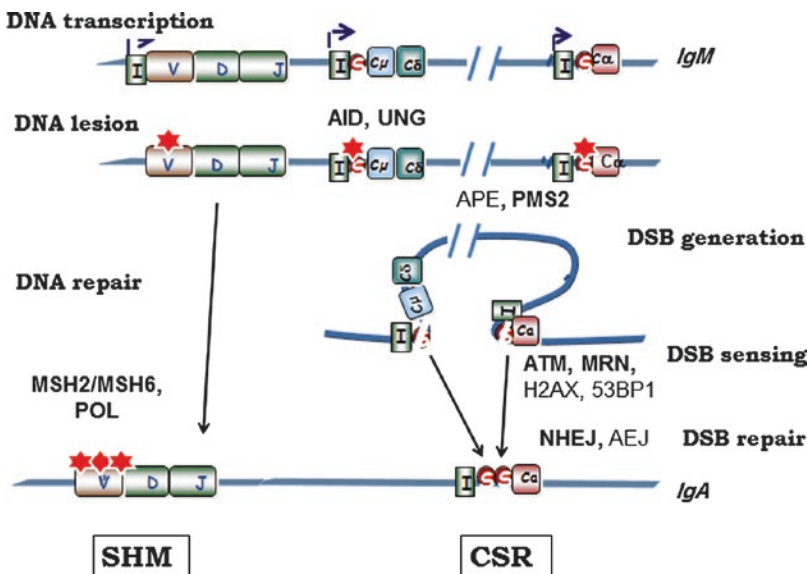 DNA transcription
I V D J I S Cμ Cδ I S Cα IgM
DNA lesion
AID, UNG
V D J I S Cμ Cδ I S Cα
APE, PMS2
DSB generation
Cδ
DNA repair
Cμ
I
I S S Cα
DSB sensing
ATM, MRN,
H2AX, 53BP1
MSH2/MSH6,
POL
NHEJ, AEJ DSB repair
V D J I S S Cα
IgA
SHM CSR